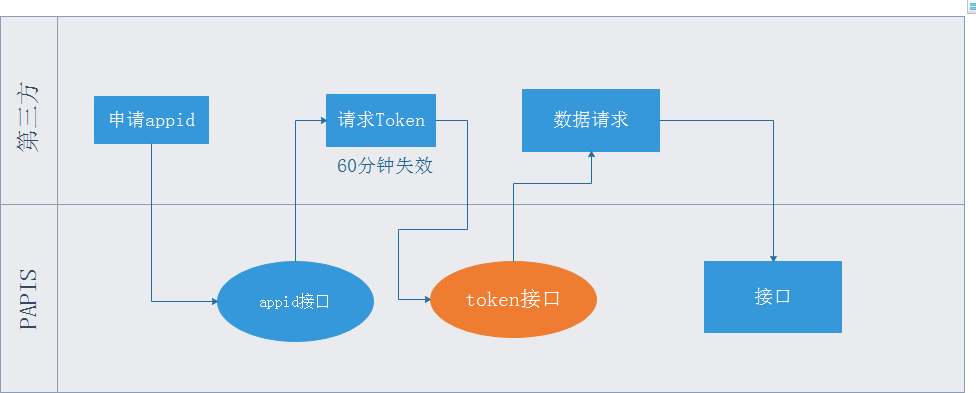 第三方
申请appid
请求Token
60分钟失效
数据请求
PAPIS
appid接口
token接口
接口